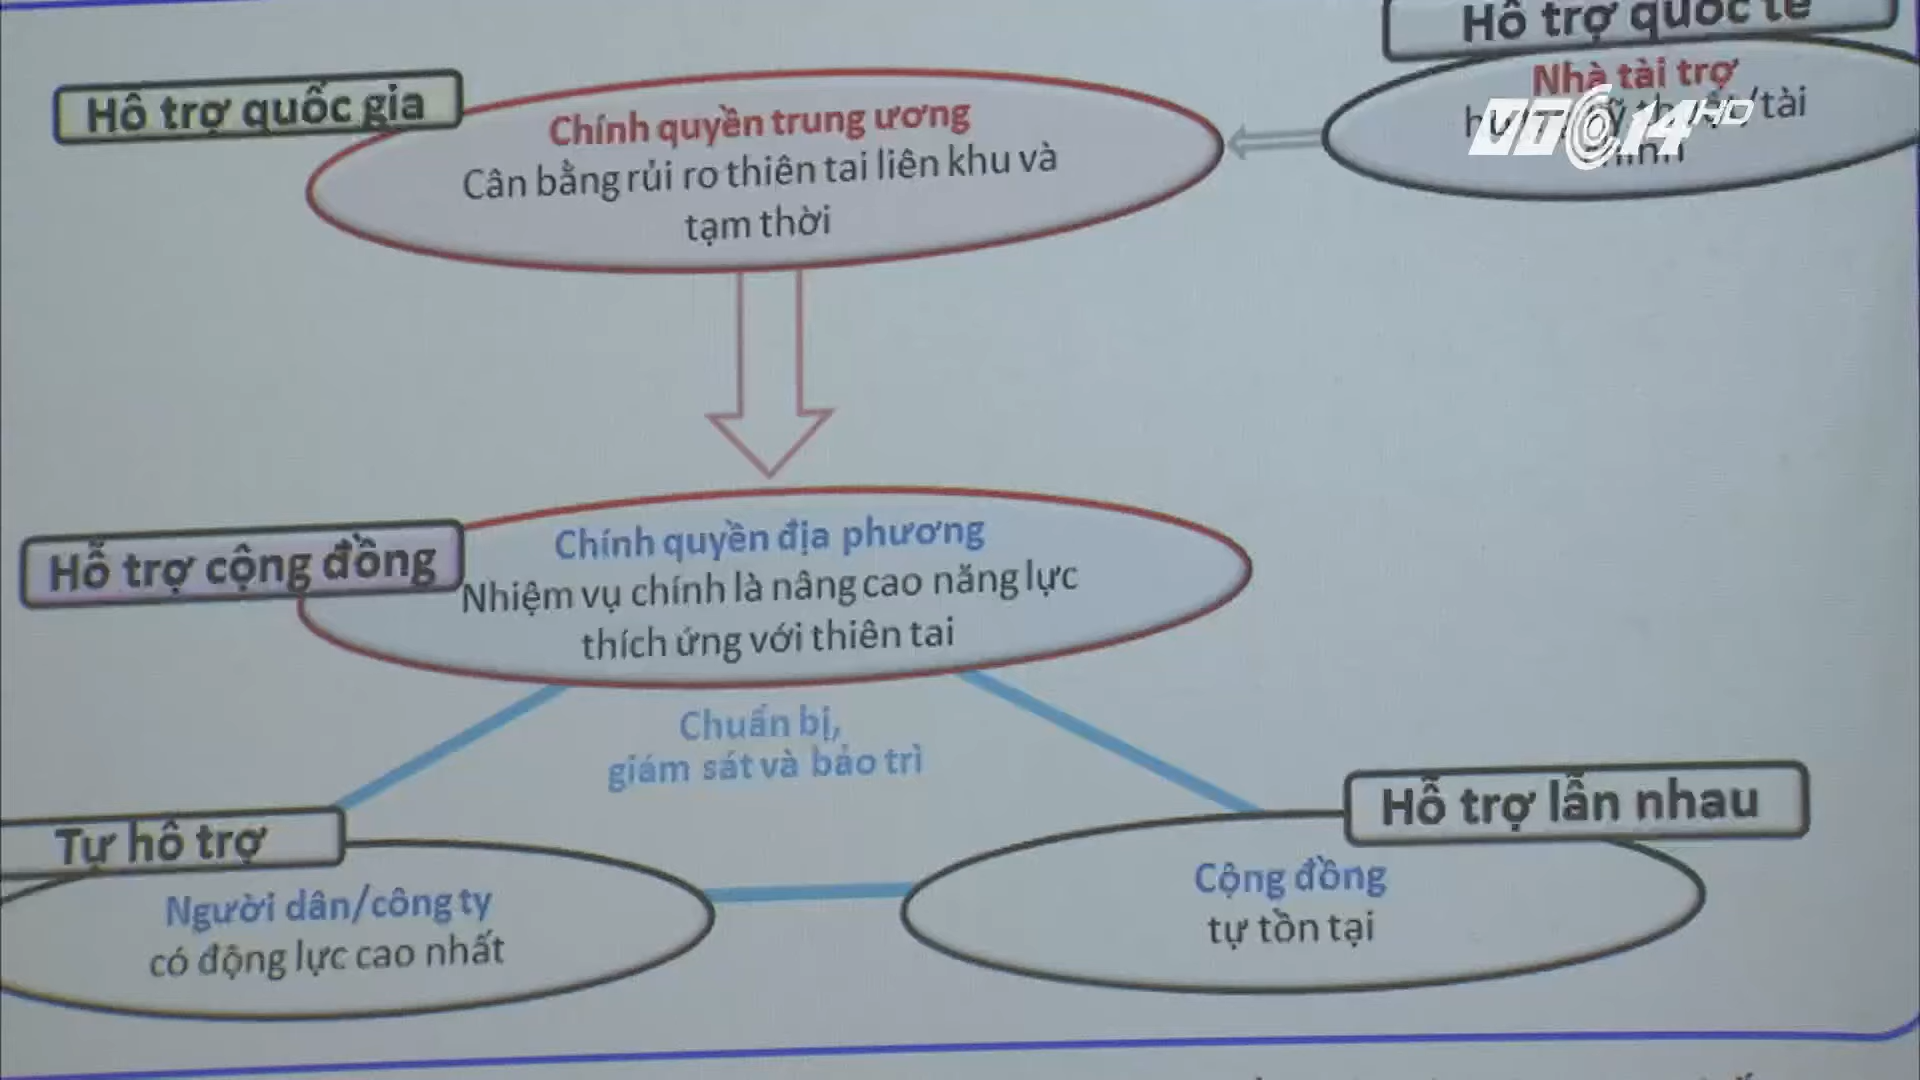 Hỗ trợ quốc tế
Hỗ trợ quốc gia
Nhà tài trợ
/tài
VTC14HD
Chính quyền trung ương
Cân bằng rủi ro thiên tai liên khu và
tạm thời
Hỗ trợ cộng đồng
Chính quyền địa phương
Nhiệm vụ chính là nâng cao năng lực
thích ứng với thiên tai
Chuẩn bị,
giám sát và bảo trì
Tự hỗ trợ
Hỗ trợ lẫn nhau
Người dân/công ty
có động lực cao nhất
Cộng đồng
tự tồn tại